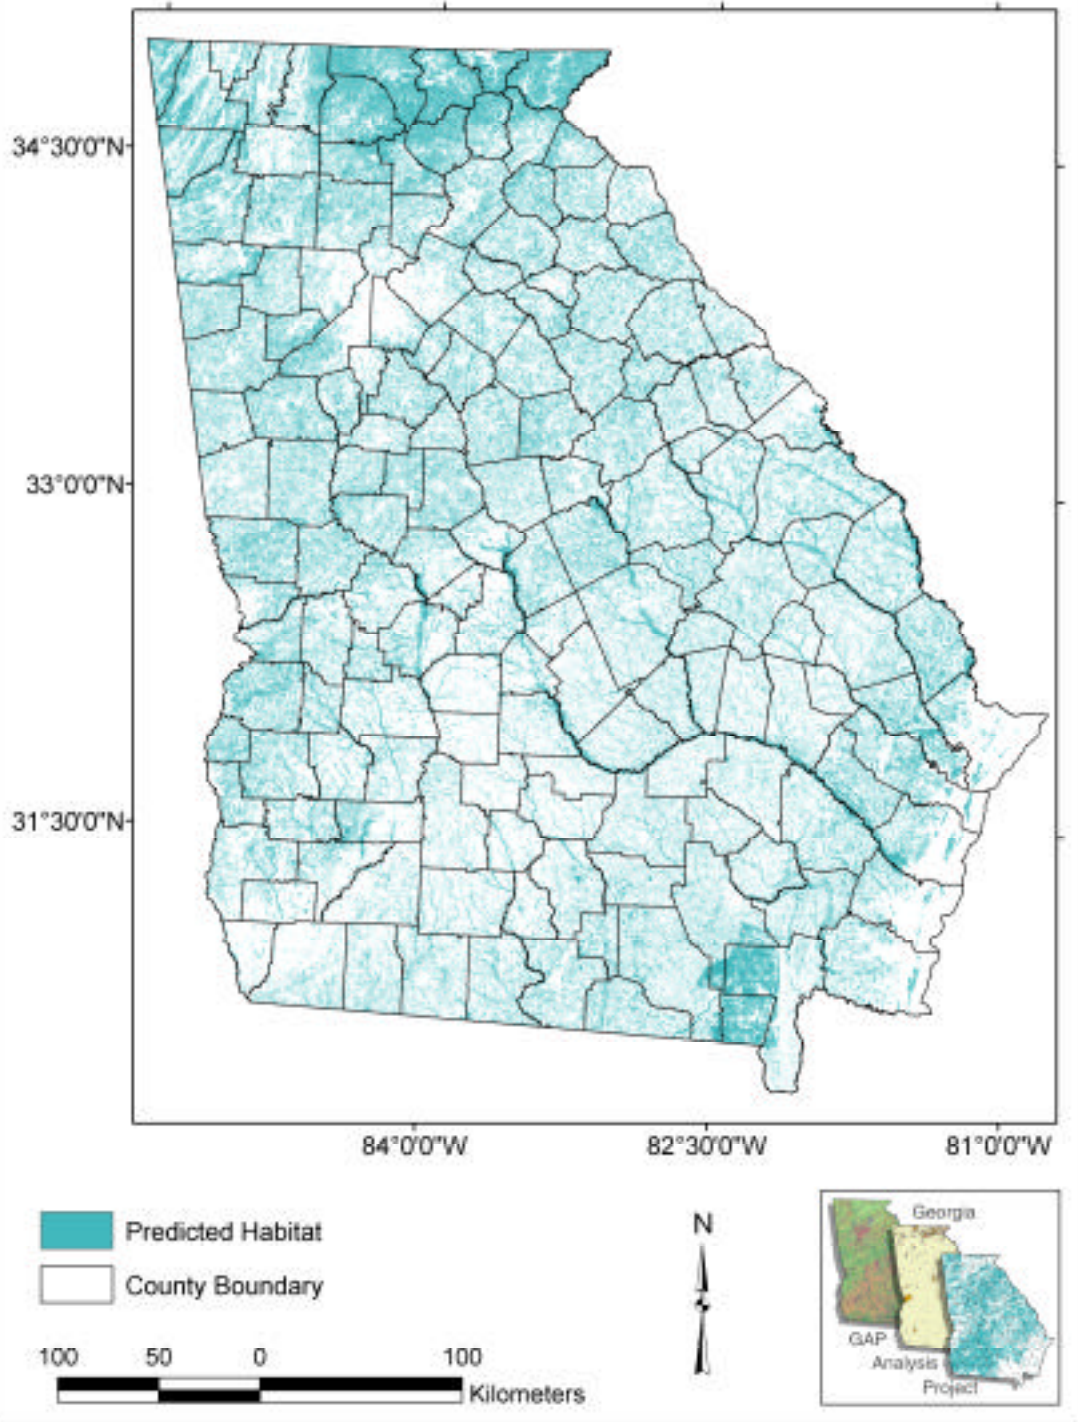 34°30'0"N
33°0'0"N
31°30'0"N
84°0'0"W
82°30'0"W
81°0'0"W
Predicted Habitat
County Boundary
100
50
0
100
Kilometers
N
Georgia
GAP
Analysis
Project